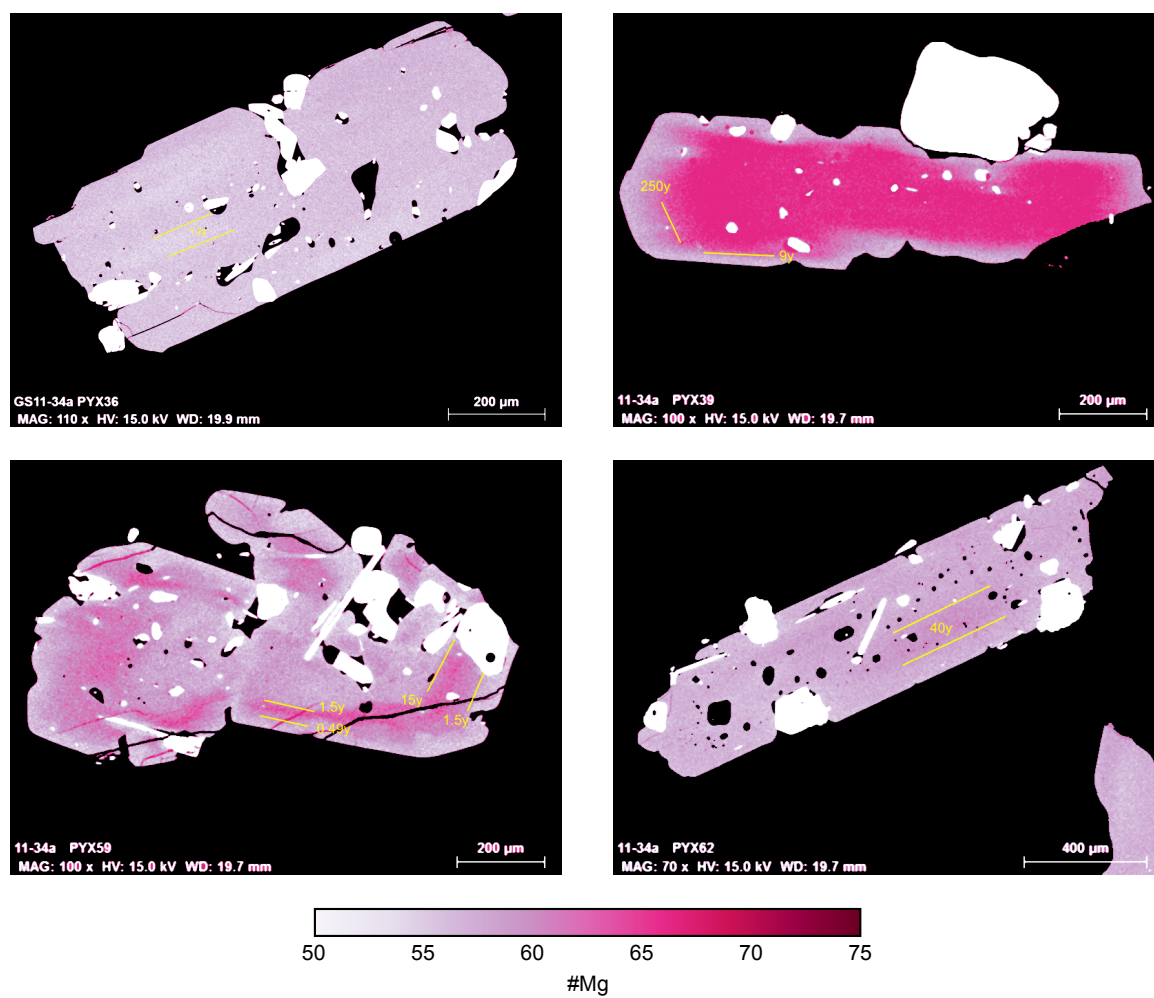 GS11-34a PYX36
MAG: 110 x HV: 15.0 kV WD: 19.9 mm
200 µm
250y
9y
11-34a PYX39
MAG: 100 x HV: 15.0 kV WD: 19.7 mm
200 µm
1.5y
0.49y
15y
1.5y
11-34a PYX59
MAG: 100 x HV: 15.0 kV WD: 19.7 mm
200 µm
40y
11-34a PYX62
MAG: 70 x HV: 15.0 kV WD: 19.7 mm
400 µm
50 55 60 65 70 75
#Mg